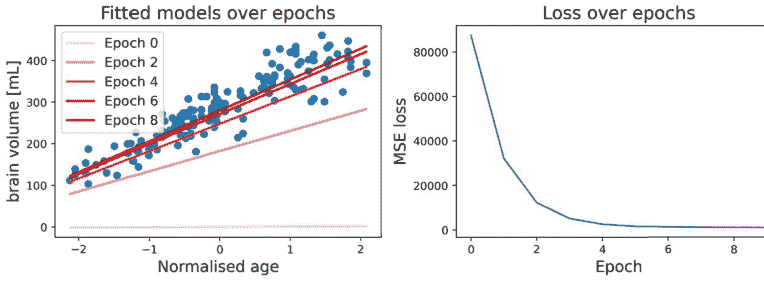 Fitted models over epochs
Epoch 0
Epoch 2
Epoch 4
Epoch 6
Epoch 8
400
300
200
100
0
brain volume [mL]
−2
−1
0
1
2
Normalised age
Loss over epochs
80000
60000
40000
20000
0
MSE loss
0
2
4
6
8
Epoch